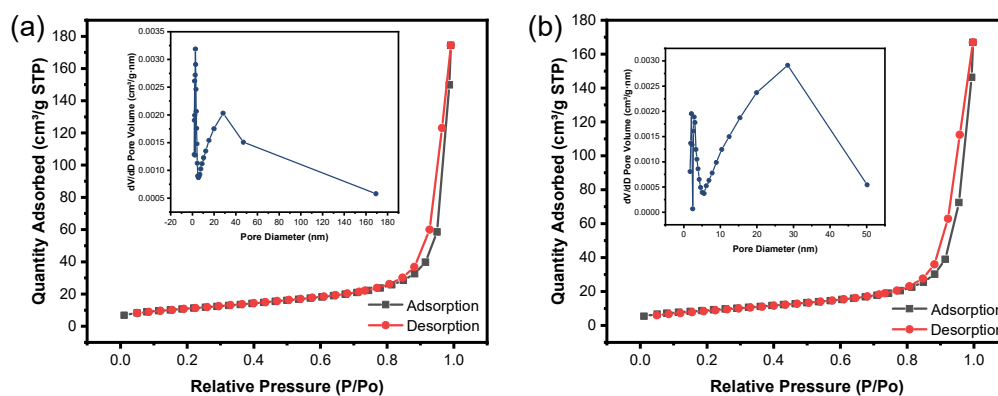 (a)
Quantity Adsorbed (cm³/g STP)
180
160
140
120
100
80
60
40
20
0
0.0 0.2 0.4 0.6 0.8 1.0
Relative Pressure (P/Po)
Adsorption
Desorption
dV/dD Pore Volume (cm³/g·nm)
0.0035
0.0030
0.0025
0.0020
0.0015
0.0010
0.0005
-20 0 20 40 60 80 100 120 140 160 180
Pore Diameter (nm)
(b)
Quantity Adsorbed (cm³/g STP)
180
160
140
120
100
80
60
40
20
0
0.0 0.2 0.4 0.6 0.8 1.0
Relative Pressure (P/Po)
Adsorption
Desorption
dV/dD Pore Volume (cm³/g·nm)
0.0030
0.0025
0.0020
0.0015
0.0010
0.0005
0.0000
0 10 20 30 40 50
Pore Diameter (nm)